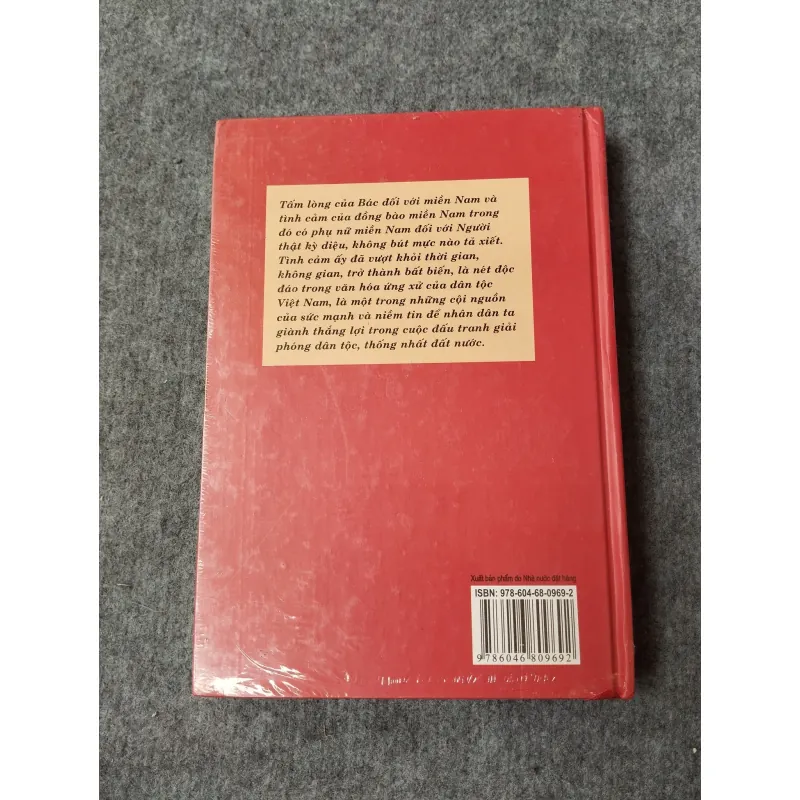 Tấm lòng của Bác đối với miền Nam và
tình cảm của đồng bào miền Nam trong
đó có phụ nữ miền Nam đối với Người
thật kỳ diệu, không bút mực nào tả xiết.
Tình cảm ấy đã vượt khỏi thời gian,
không gian, trở thành bất biến, là nét độc
đáo trong văn hóa ứng xử của dân tộc
Việt Nam, là một trong những cội nguồn
của sức mạnh và niềm tin để nhân dân ta
giành thắng lợi trong cuộc đấu tranh giải
phóng dân tộc, thống nhất đất nước.
Xuất bản phẩm do Nhà nước đặt hàng
ISBN: 978-604-68-0969-2
9 786046 809692